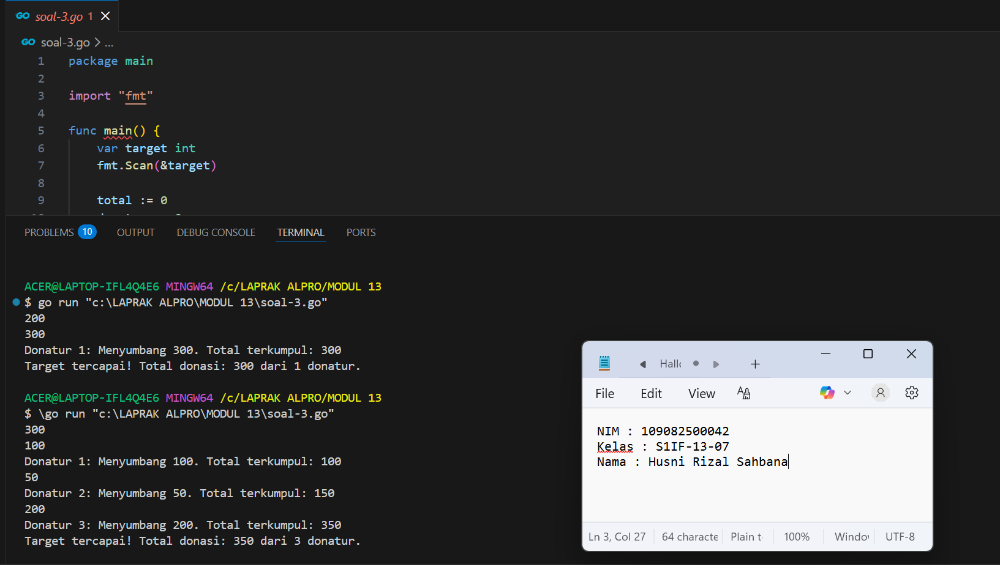 GO soal-3.go 1
GO soal-3.go > ...
1 package main
2
3 import "fmt"
4
5 func main() {
6 var target int
7 fmt.Scan(&target)
8
9 total := 0
PROBLEMS 10 OUTPUT DEBUG CONSOLE TERMINAL PORTS
ACER@LAPTOP-IFL4Q4E6 MINGW64 /c/LAPRAK ALPRO/MODUL 13
$ go run "c:\LAPRAK ALPRO\MODUL 13\soal-3.go"
200
300
Donatur 1: Menyumbang 300. Total terkumpul: 300
Target tercapai! Total donasi: 300 dari 1 donatur.
ACER@LAPTOP-IFL4Q4E6 MINGW64 /c/LAPRAK ALPRO/MODUL 13
$ \go run "c:\LAPRAK ALPRO\MODUL 13\soal-3.go"
300
100
Donatur 1: Menyumbang 100. Total terkumpul: 100
50
Donatur 2: Menyumbang 50. Total terkumpul: 150
200
Donatur 3: Menyumbang 200. Total terkumpul: 350
Target tercapai! Total donasi: 350 dari 3 donatur.
File Edit View
NIM : 109082500042
Kelas : S1IF-13-07
Nama : Husni Rizal Sahbana
Ln 3, Col 27 64 characte Plain t 100% Windo UTF-8